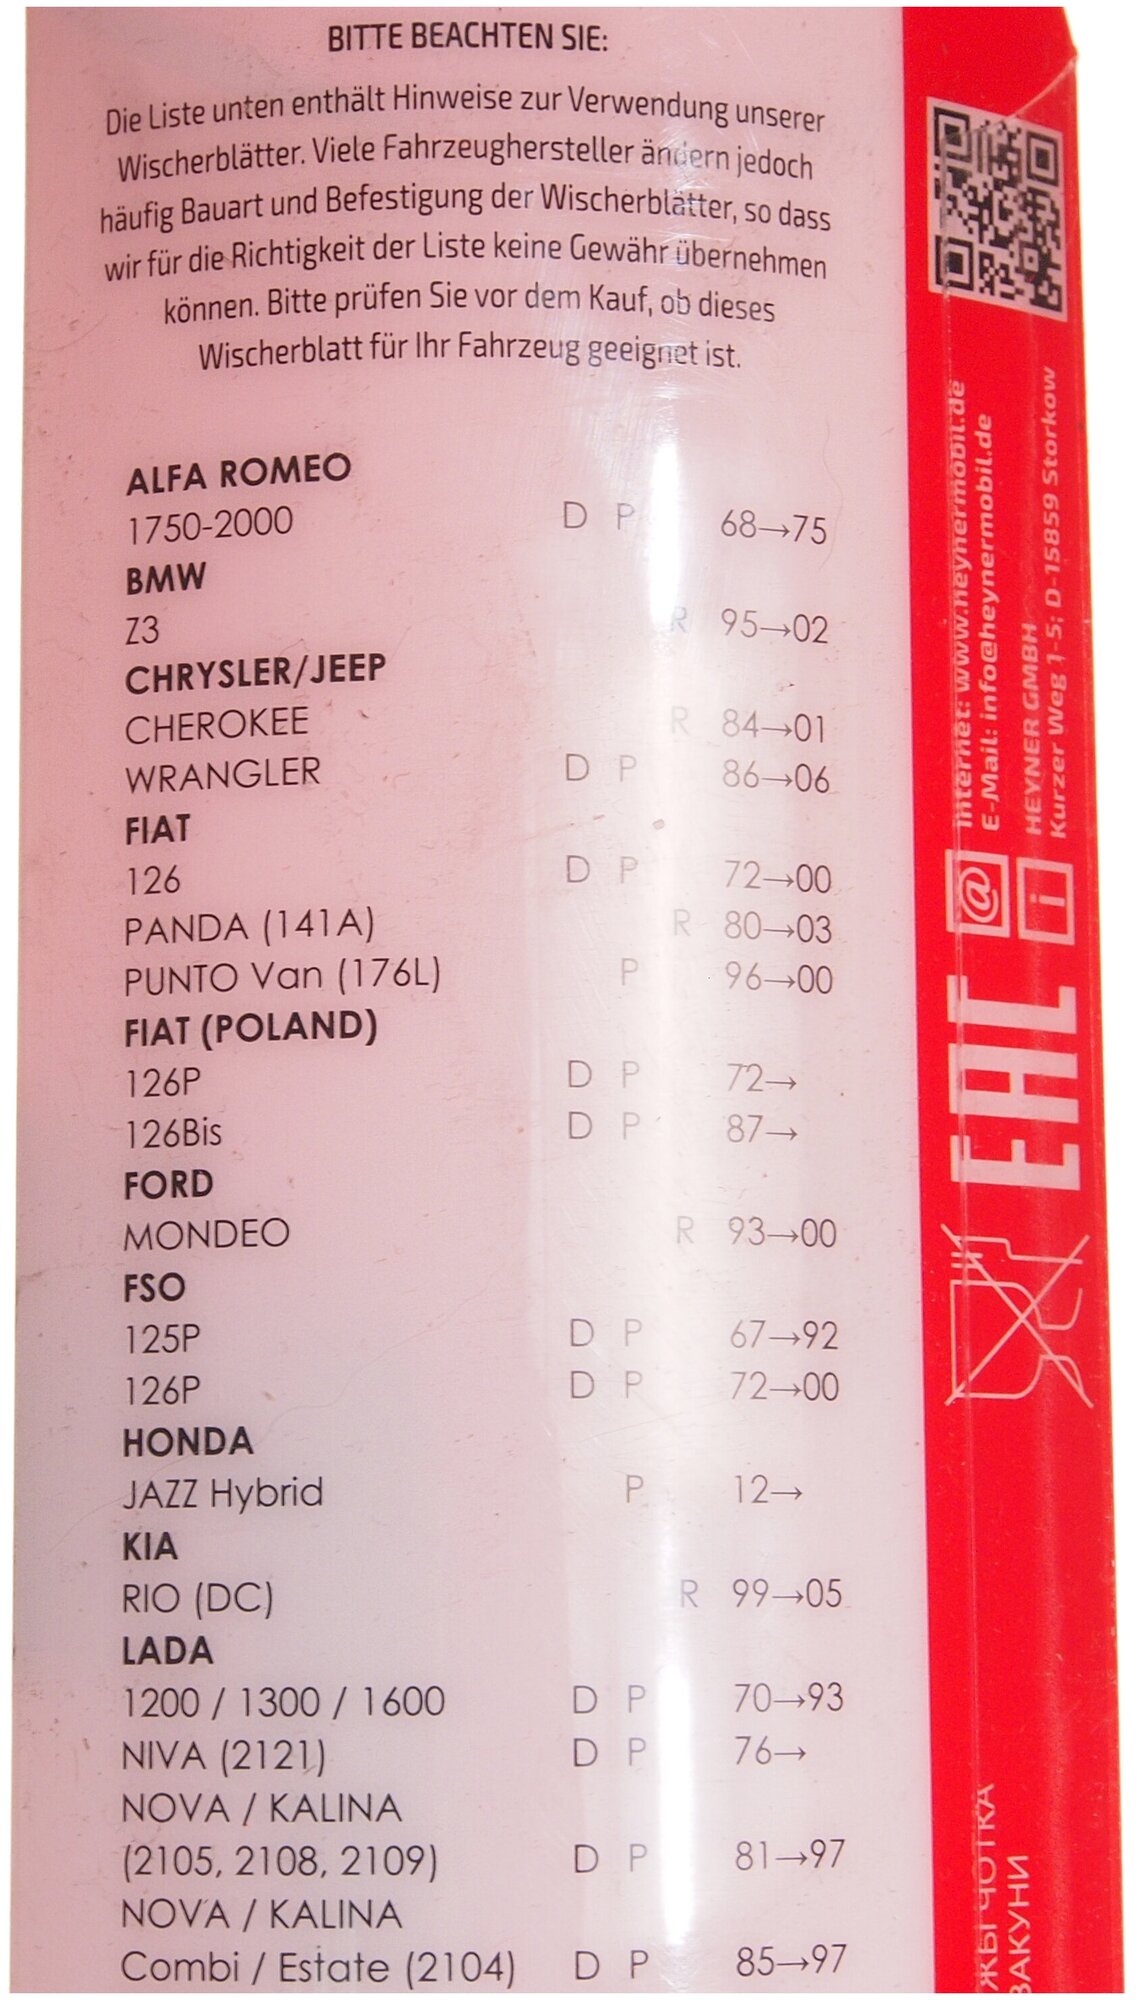 BITTE BEACHTEN SIE:
Die Liste unten enthält Hinweise zur Verwendung unserer
Wischerblätter. Viele Fahrzeughersteller ändern jedoch
häufig Bauart und Befestigung der Wischerblätter, so dass
wir für die Richtigkeit der Liste keine Gewähr übernehmen
können. Bitte prüfen Sie vor dem Kauf, ob dieses
Wischerblatt für Ihr Fahrzeug geeignet ist.
ALFA ROMEO
1750-2000 D P 68→75
BMW
Z3 R 95→02
CHRYSLER/JEEP
CHEROKEE R 84→01
WRANGLER D P 86→06
FIAT
126 D P 72→00
PANDA (141A) R 80→03
PUNTO Van (176L) P 96→00
FIAT (POLAND)
126P D P 72→
126Bis D P 87→
FORD
MONDEO R 93→00
FSO
125P D P 67→92
126P D P 72→00
HONDA
JAZZ Hybrid P 12→
KIA
RIO (DC) R 99→05
LADA
1200 / 1300 / 1600 D P 70→93
NIVA (2121) D P 76→
NOVA / KALINA
(2105, 2108, 2109) D P 81→97
NOVA / KALINA
Combi / Estate (2104) D P 85→97
Internet: www.heynermobil.de
E-Mail: info@heynermobil.de
HEYNER GMBH
Kurzer Weg 1-5; D-15859 Storkow
EAC